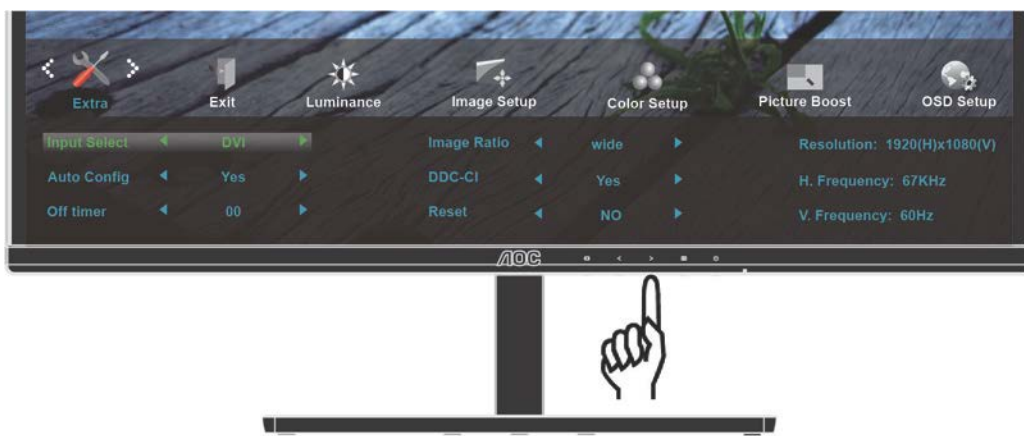 Extra Exit Luminance Image Setup Color Setup Picture Boost OSD Setup
Input Select DVI Image Ratio wide Resolution: 1920(H)x1080(V)
Auto Config Yes DDC-CI Yes H. Frequency: 67KHz
Off timer 00 Reset NO V. Frequency: 60Hz
AOC